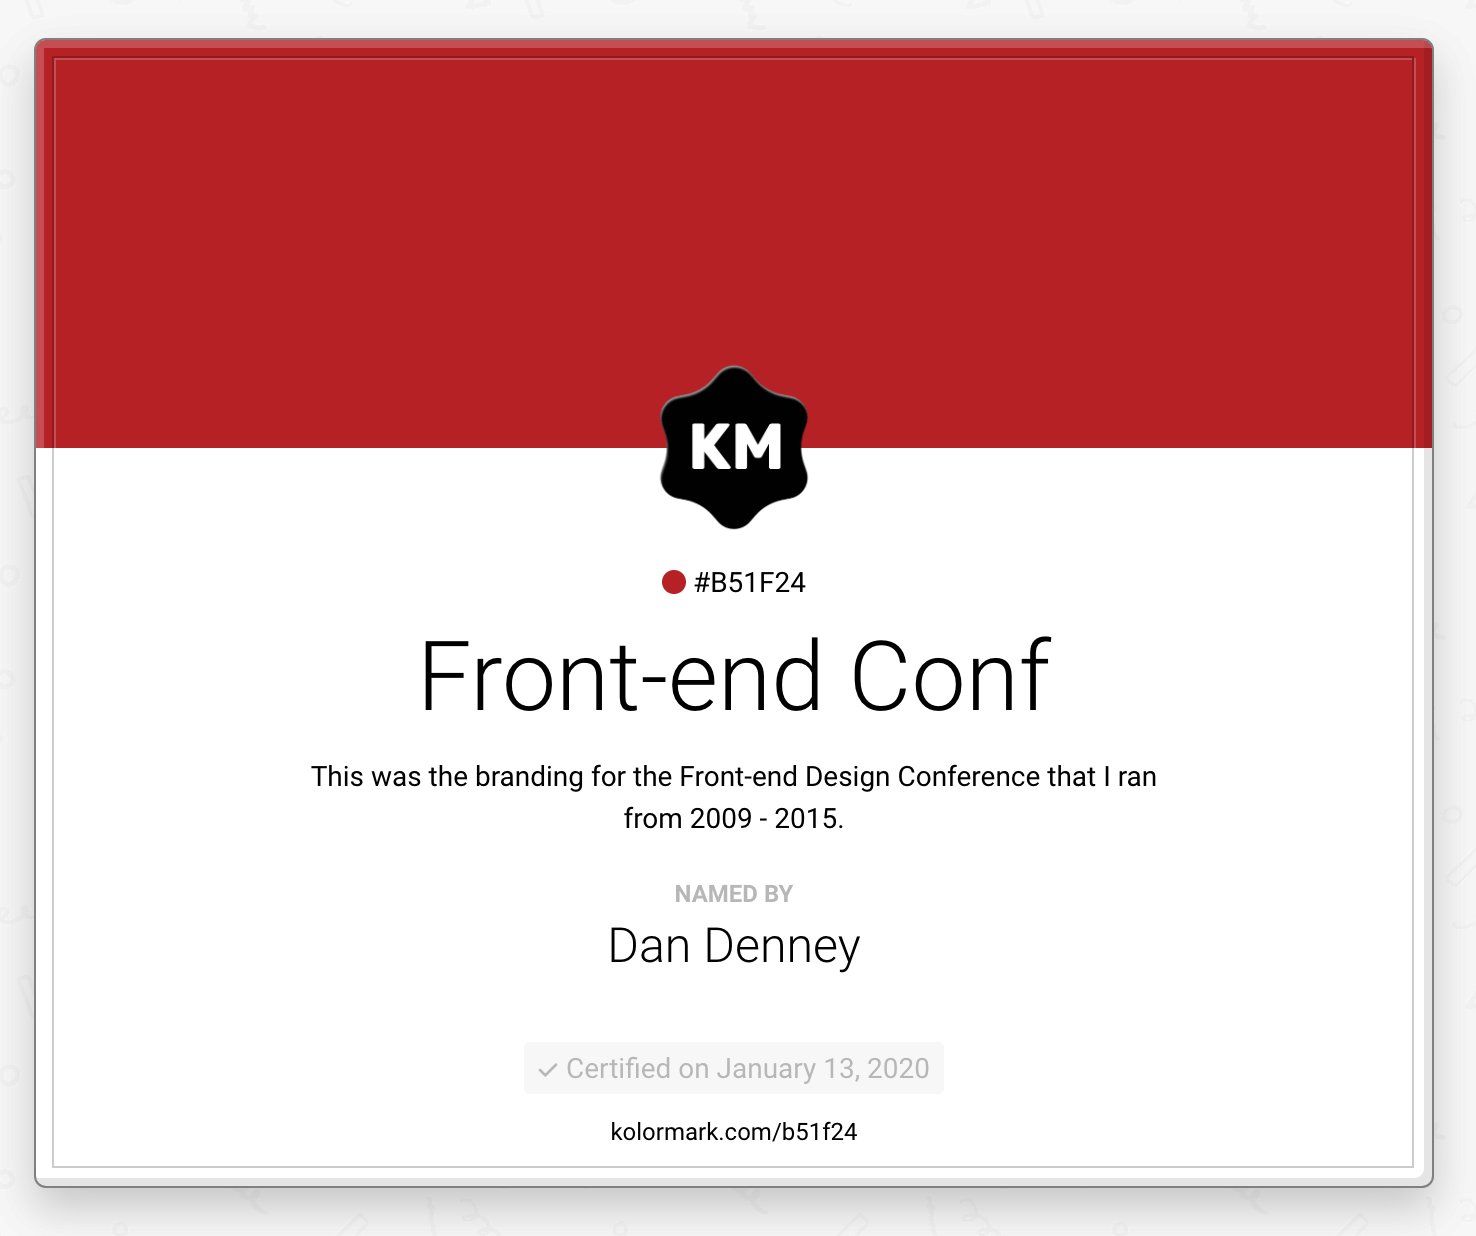 KM
#B51F24
Front-end Conf
This was the branding for the Front-end Design Conference that I ran
from 2009 - 2015.
NAMED BY
Dan Denney
Certified on January 13, 2020
kolormark.com/b51f24